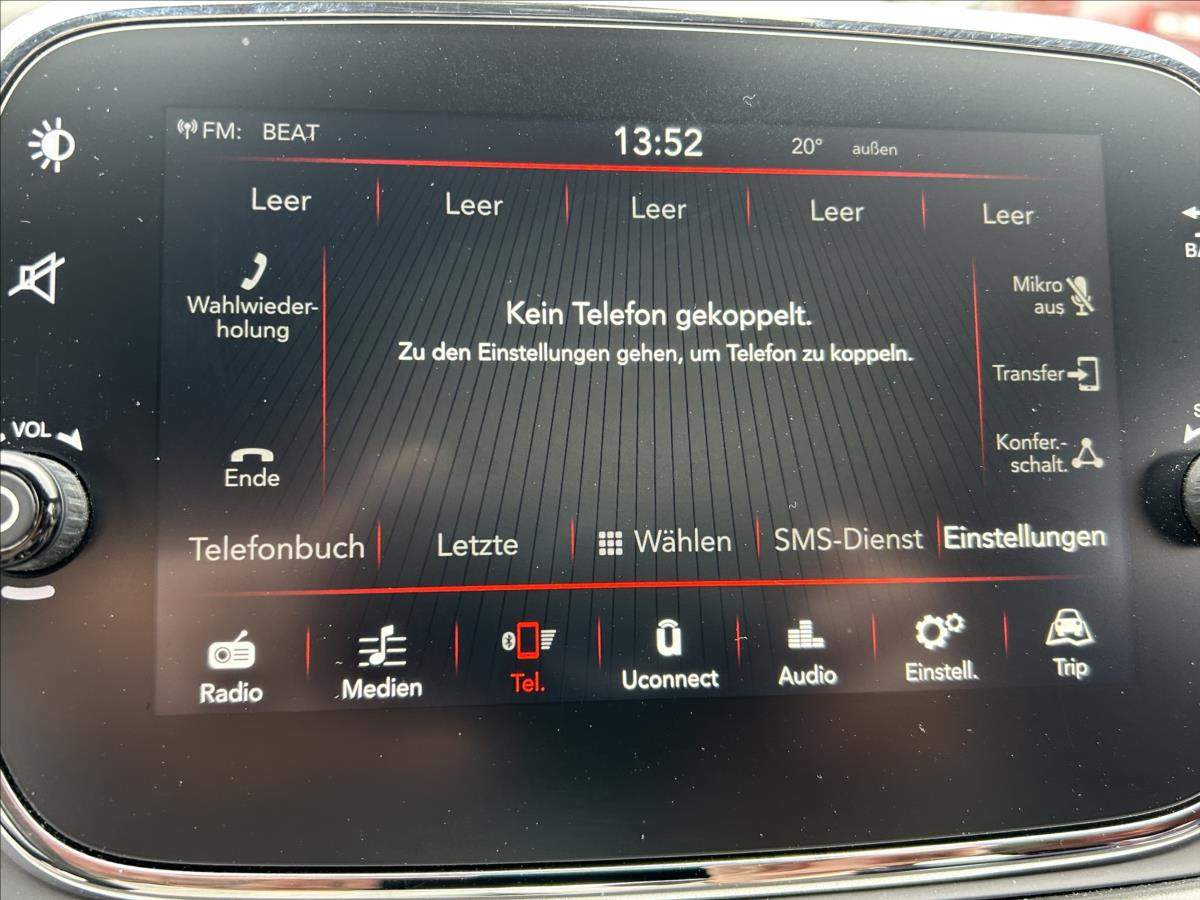 FM: BEAT 13:52 20° außen
Leer Leer Leer Leer Leer
Wahlwieder-
holung
Kein Telefon gekoppelt.
Zu den Einstellungen gehen, um Telefon zu koppeln.
Mikro
aus
Transfer
Konfer.-
schalt.
Ende
VOL
Telefonbuch Letzte Wählen SMS-Dienst Einstellungen
Radio Medien Tel. Uconnect Audio Einstell. Trip